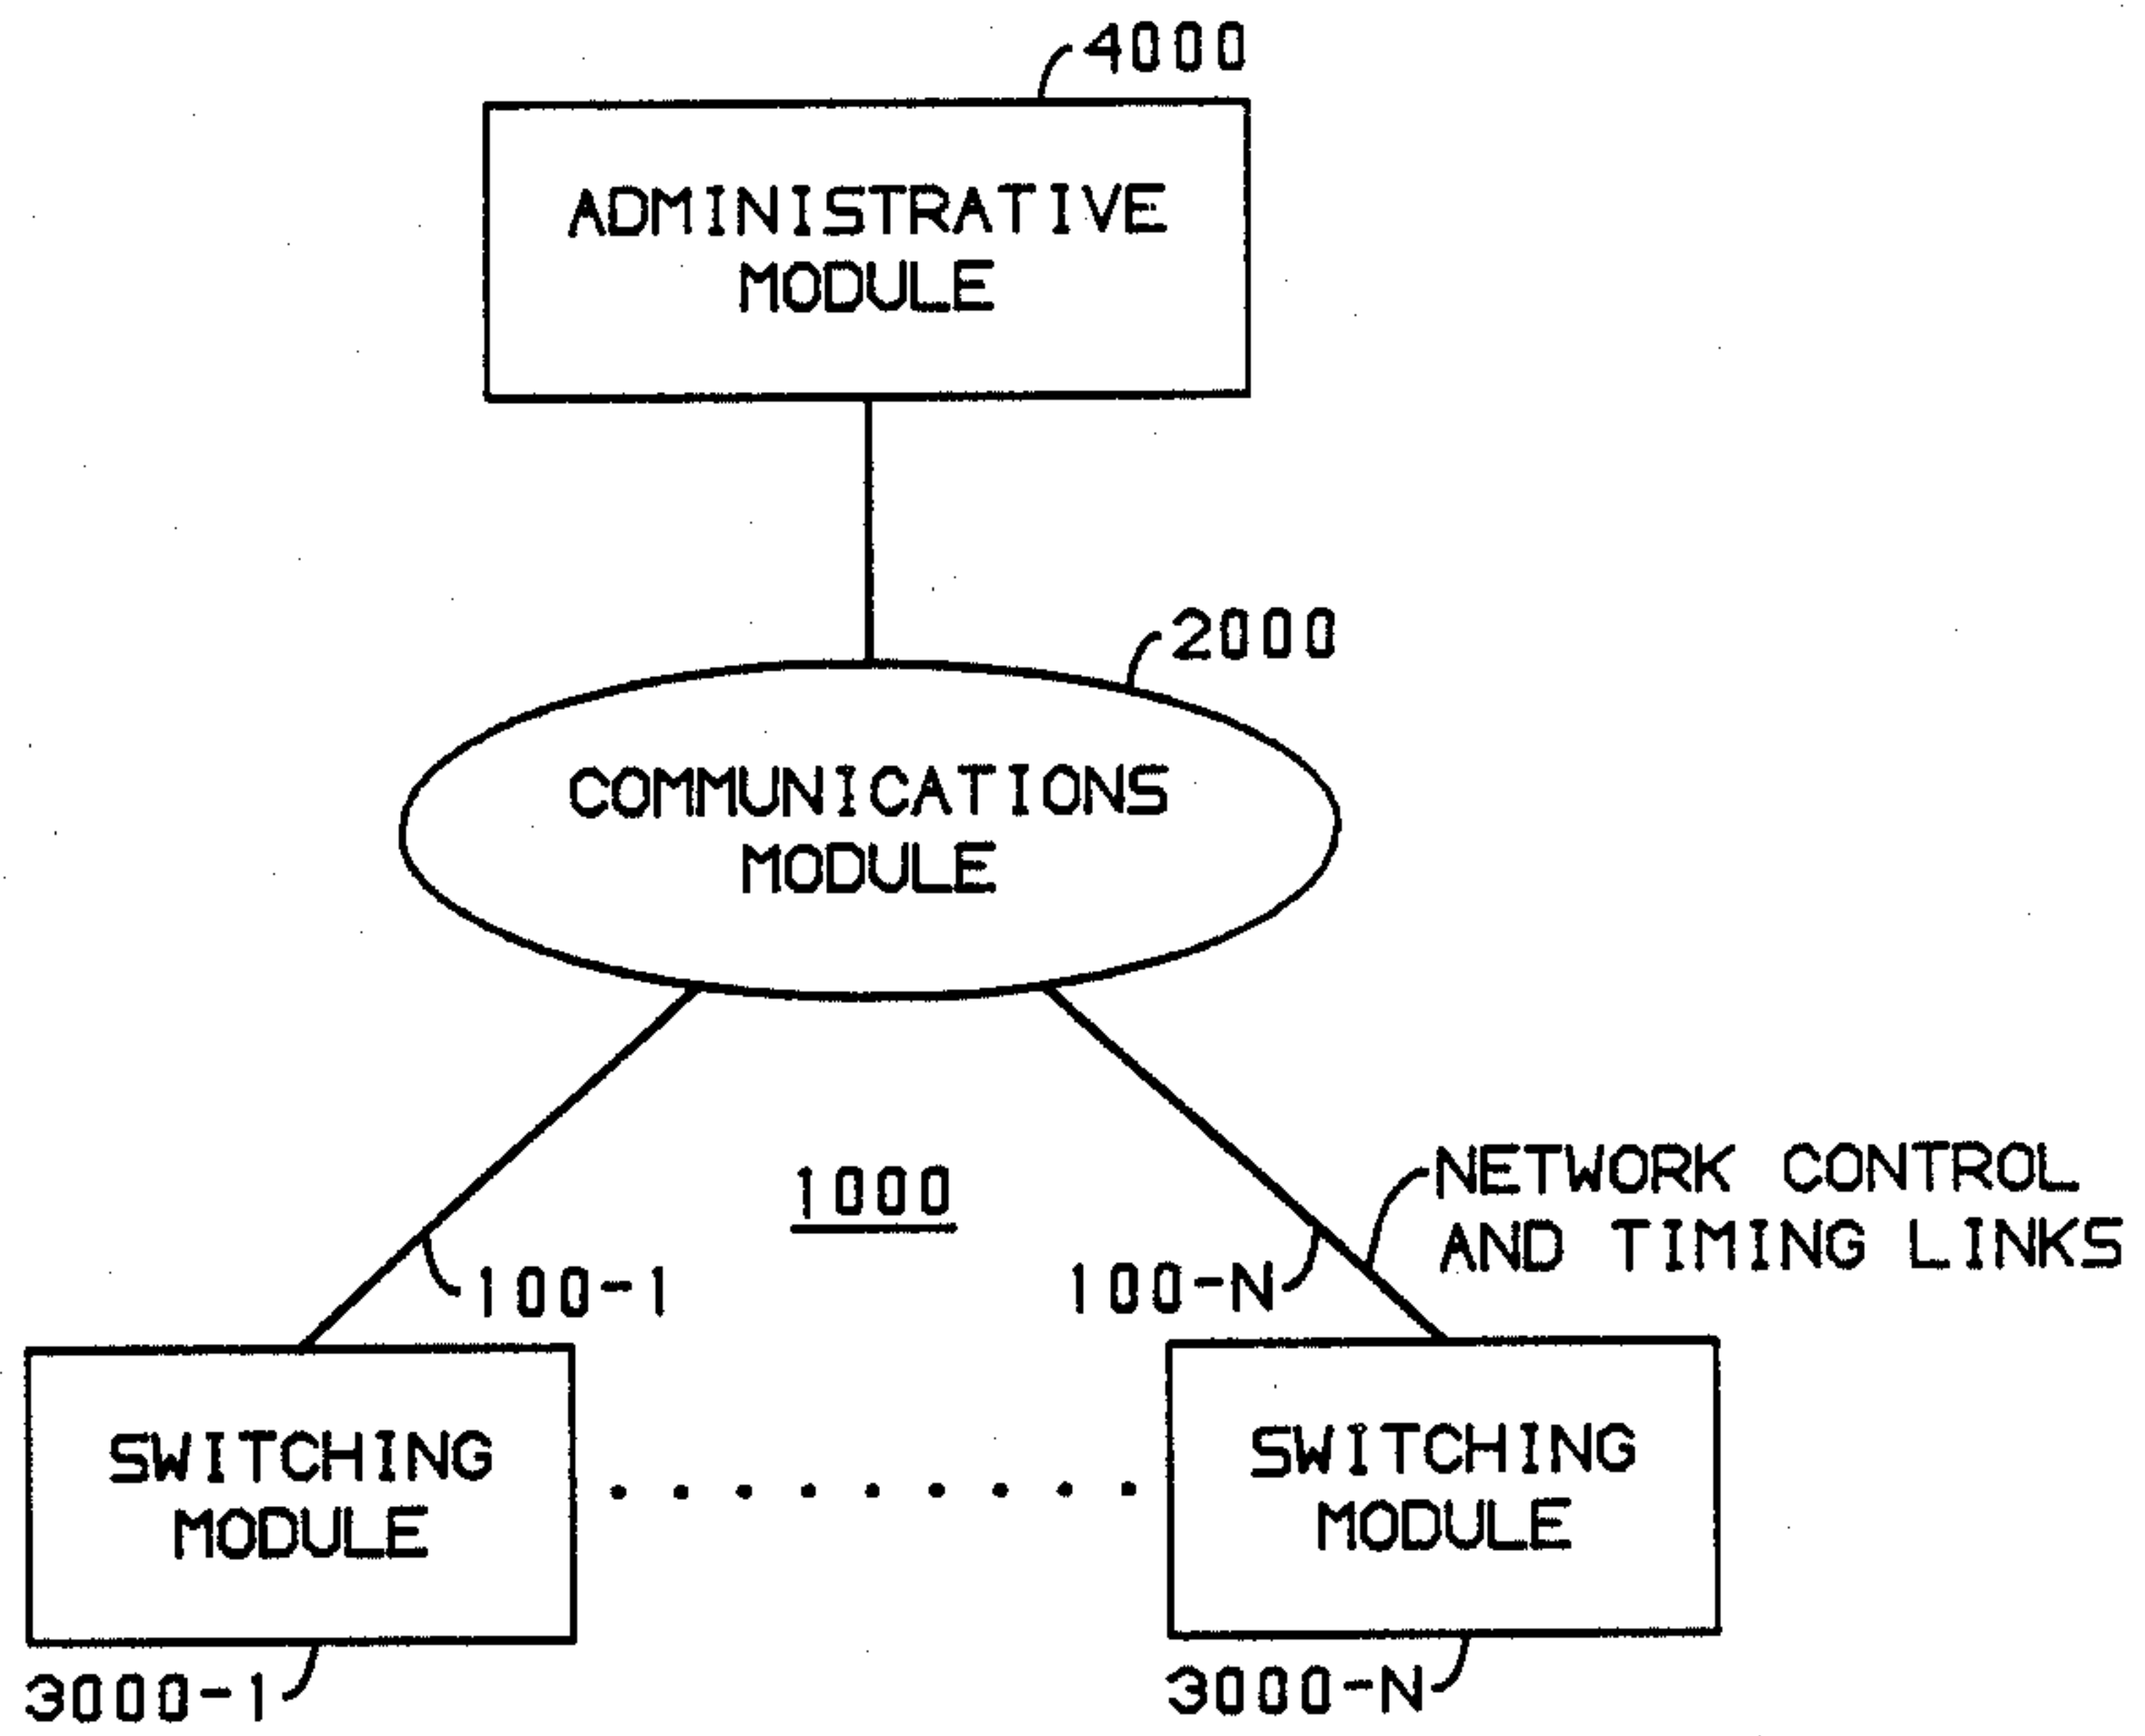 4000
ADMINISTRATIVE
MODULE
2000
COMMUNICATIONS
MODULE
1000
NETWORK CONTROL
AND TIMING LINKS
100-1
100-N
SWITCHING
MODULE
SWITCHING
MODULE
3000-1
3000-N